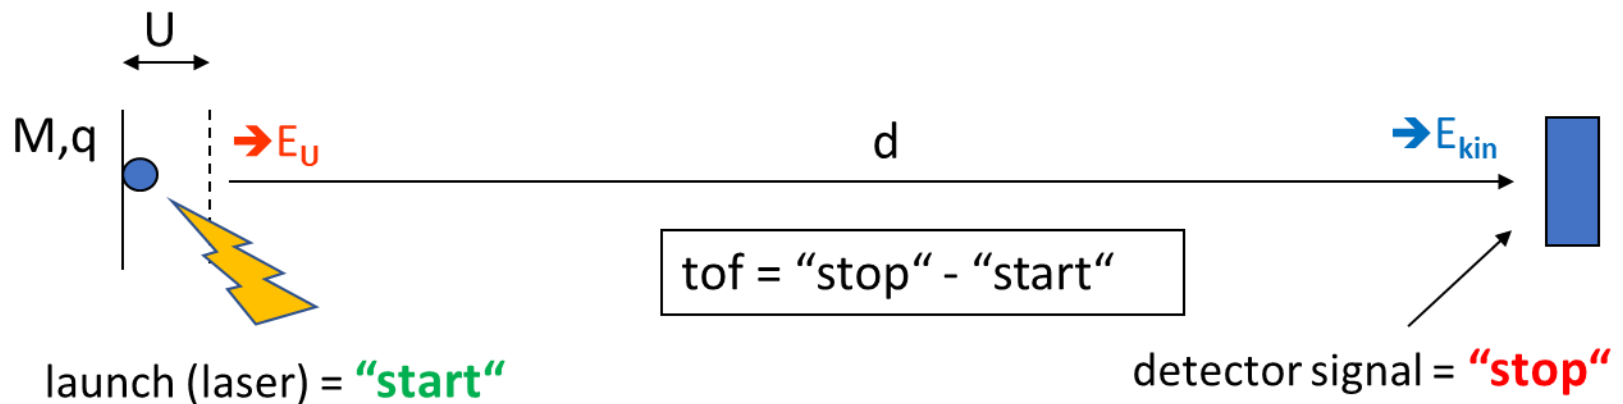 U
M,q
➔E_U
d
➔E_kin
tof = “stop“ - “start“
launch (laser) = “start“
detector signal = “stop“